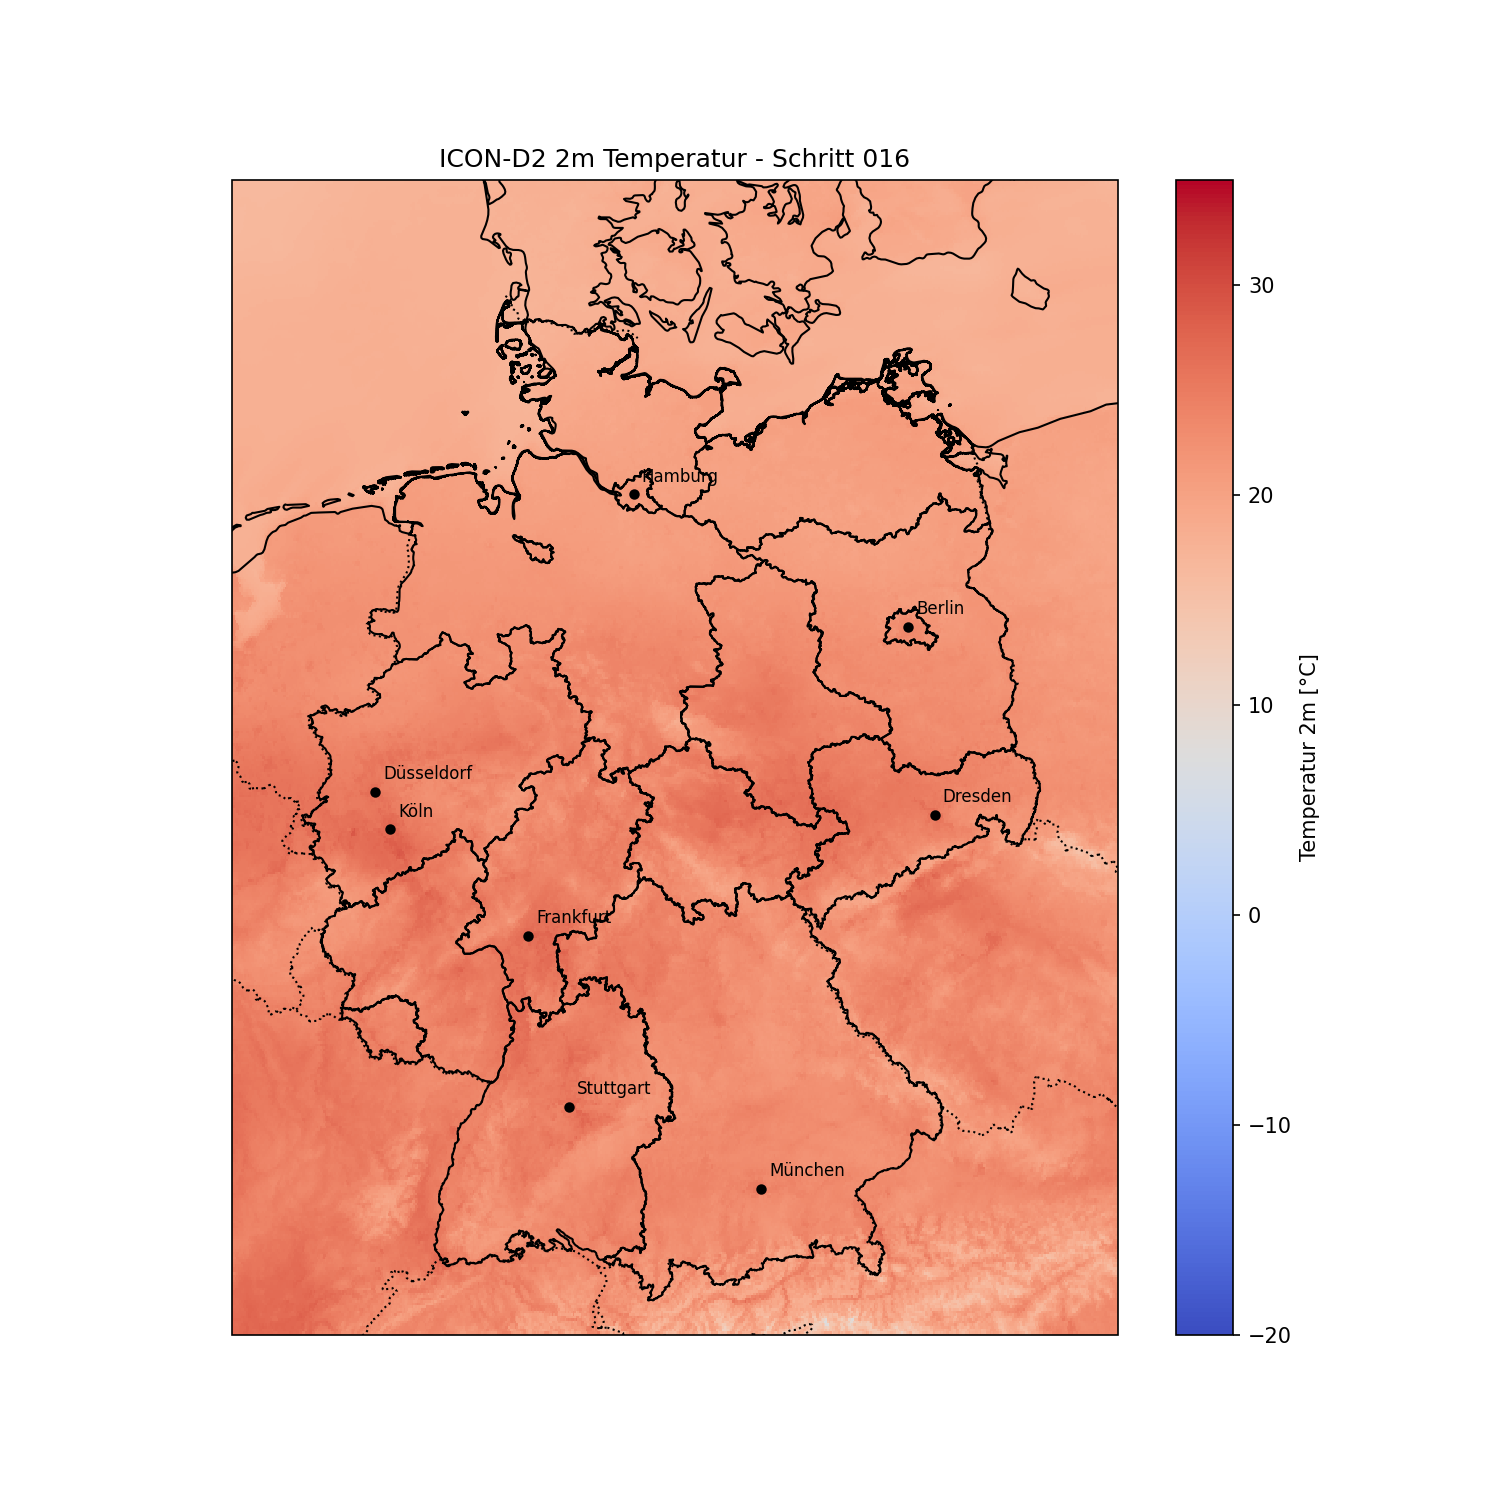 ICON-D2 2m Temperatur - Schritt 016
Hamburg
Berlin
Düsseldorf
Köln
Dresden
Frankfurt
Stuttgart
München
30
20
10
0
−10
−20
Temperatur 2m [°C]